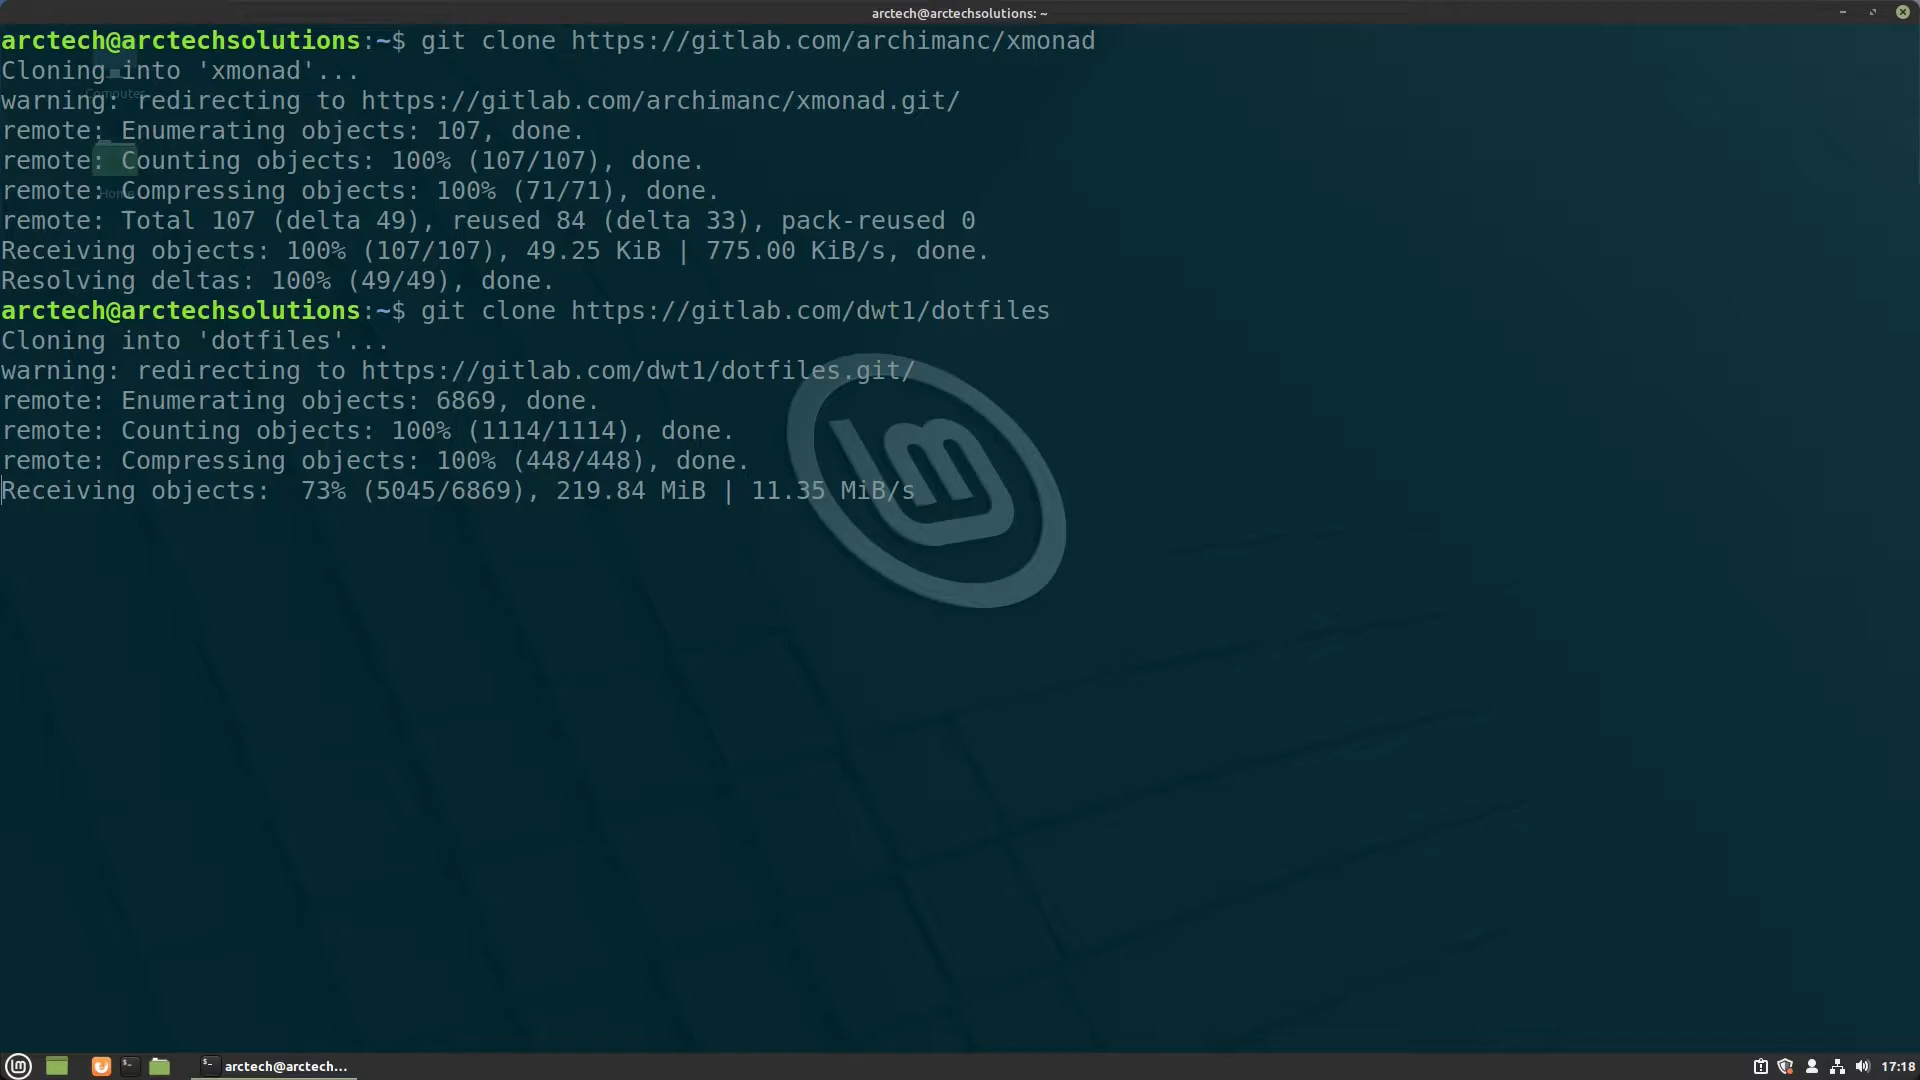 arctech@arctechsolutions: ~
arctech@arctechsolutions:~$ git clone https://gitlab.com/archimanc/xmonad
Cloning into 'xmonad'...
Computer
warning: redirecting to https://gitlab.com/archimanc/xmonad.git/
remote: Enumerating objects: 107, done.
remote: Counting objects: 100% (107/107), done.
remote: Compressing objects: 100% (71/71), done.
Home
remote: Total 107 (delta 49), reused 84 (delta 33), pack-reused 0
Receiving objects: 100% (107/107), 49.25 KiB | 775.00 KiB/s, done.
Resolving deltas: 100% (49/49), done.
arctech@arctechsolutions:~$ git clone https://gitlab.com/dwt1/dotfiles
Cloning into 'dotfiles'...
warning: redirecting to https://gitlab.com/dwt1/dotfiles.git/
remote: Enumerating objects: 6869, done.
remote: Counting objects: 100% (1114/1114), done.
remote: Compressing objects: 100% (448/448), done.
Receiving objects:  73% (5045/6869), 219.84 MiB | 11.35 MiB/s
arctech@arctech...
17:18